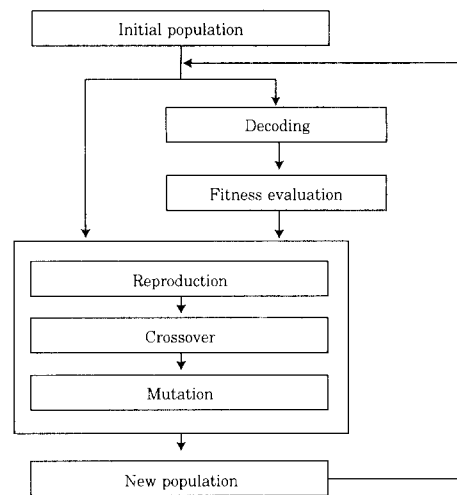 Initial population
Decoding
Fitness evaluation
Reproduction
Crossover
Mutation
New population